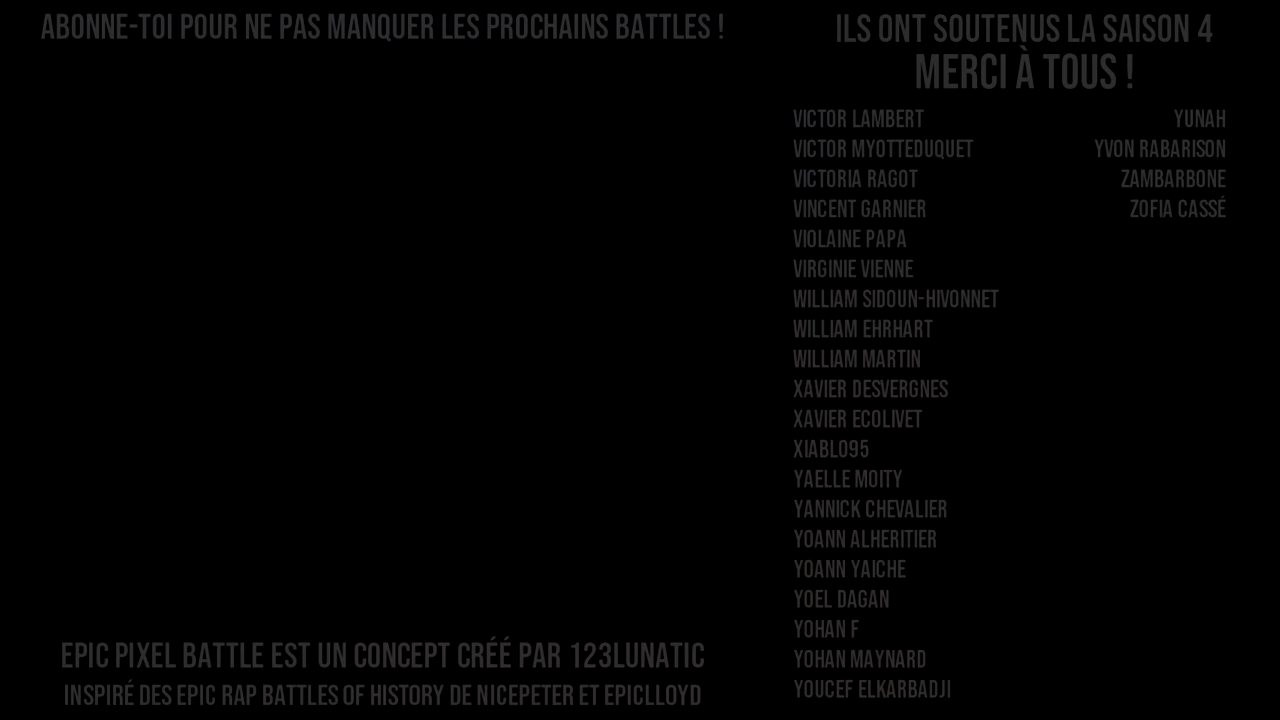 ABONNE-TOI POUR NE PAS MANQUER LES PROCHAINS BATTLES !
ILS ONT SOUTENUS LA SAISON 4
MERCI À TOUS !
VICTOR LAMBERT
VICTOR MYOTTEDUQUET
VICTORIA RAGOT
VINCENT GARNIER
VIOLAINE PAPA
VIRGINIE VIENNE
WILLIAM SIDOUN-HIVONNET
WILLIAM EHRHART
WILLIAM MARTIN
XAVIER DESVERGNES
XAVIER ECOLIVET
XIABLO95
YAELLE MOITY
YANNICK CHEVALIER
YOANN ALHERITIER
YOANN YAICHE
YOEL DAGAN
YOHAN F
YOHAN MAYNARD
YOUCEF ELKARBADJI
YUNAH
YVON RABARISON
ZAMBARBONE
ZOFIA CASSÉ
EPIC PIXEL BATTLE EST UN CONCEPT CRÉÉ PAR 123LUNATIC
INSPIRÉ DES EPIC RAP BATTLES OF HISTORY DE NICEPETER ET EPICLLOYD